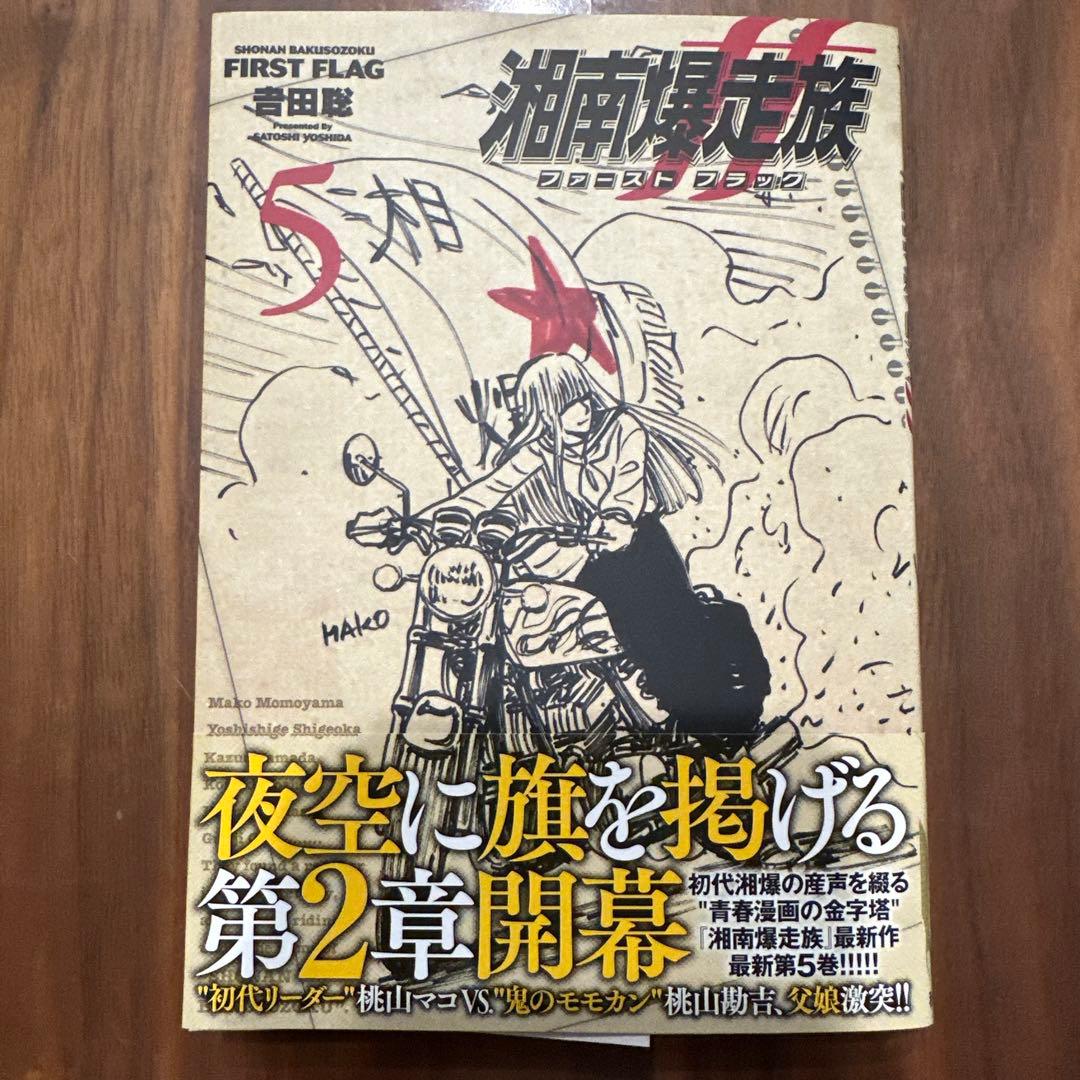 SHONAN BAKUSOZOKU
FIRST FLAG
吉田聡
Presented By
SATOSHI YOSHIDA
湘南爆走族
ファースト フラッグ
5
相
MAKO
Mako Momoyama
Yoshishige Shigeoka
夜空に旗を掲げる
第2章開幕
初代湘爆の産声を綴る
"青春漫画の金字塔"
『湘南爆走族』最新作
最新第5巻!!!!!
"初代リーダー"桃山マコVS."鬼のモモカン"桃山勘吉、父娘激突!!